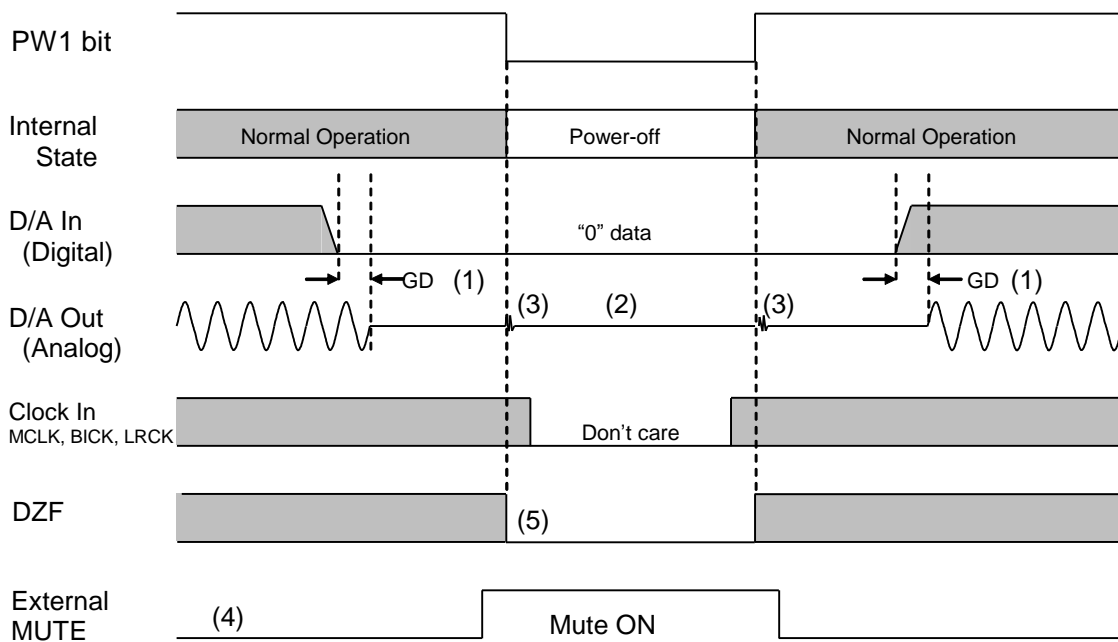 PW1 bit
Internal
State
Normal Operation
Power-off
Normal Operation
D/A In
(Digital)
“0” data
GD (1)
GD (1)
D/A Out
(Analog)
(3)
(2)
(3)
Clock In
MCLK, BICK, LRCK
Don’t care
DZF
(5)
External
MUTE
(4)
Mute ON